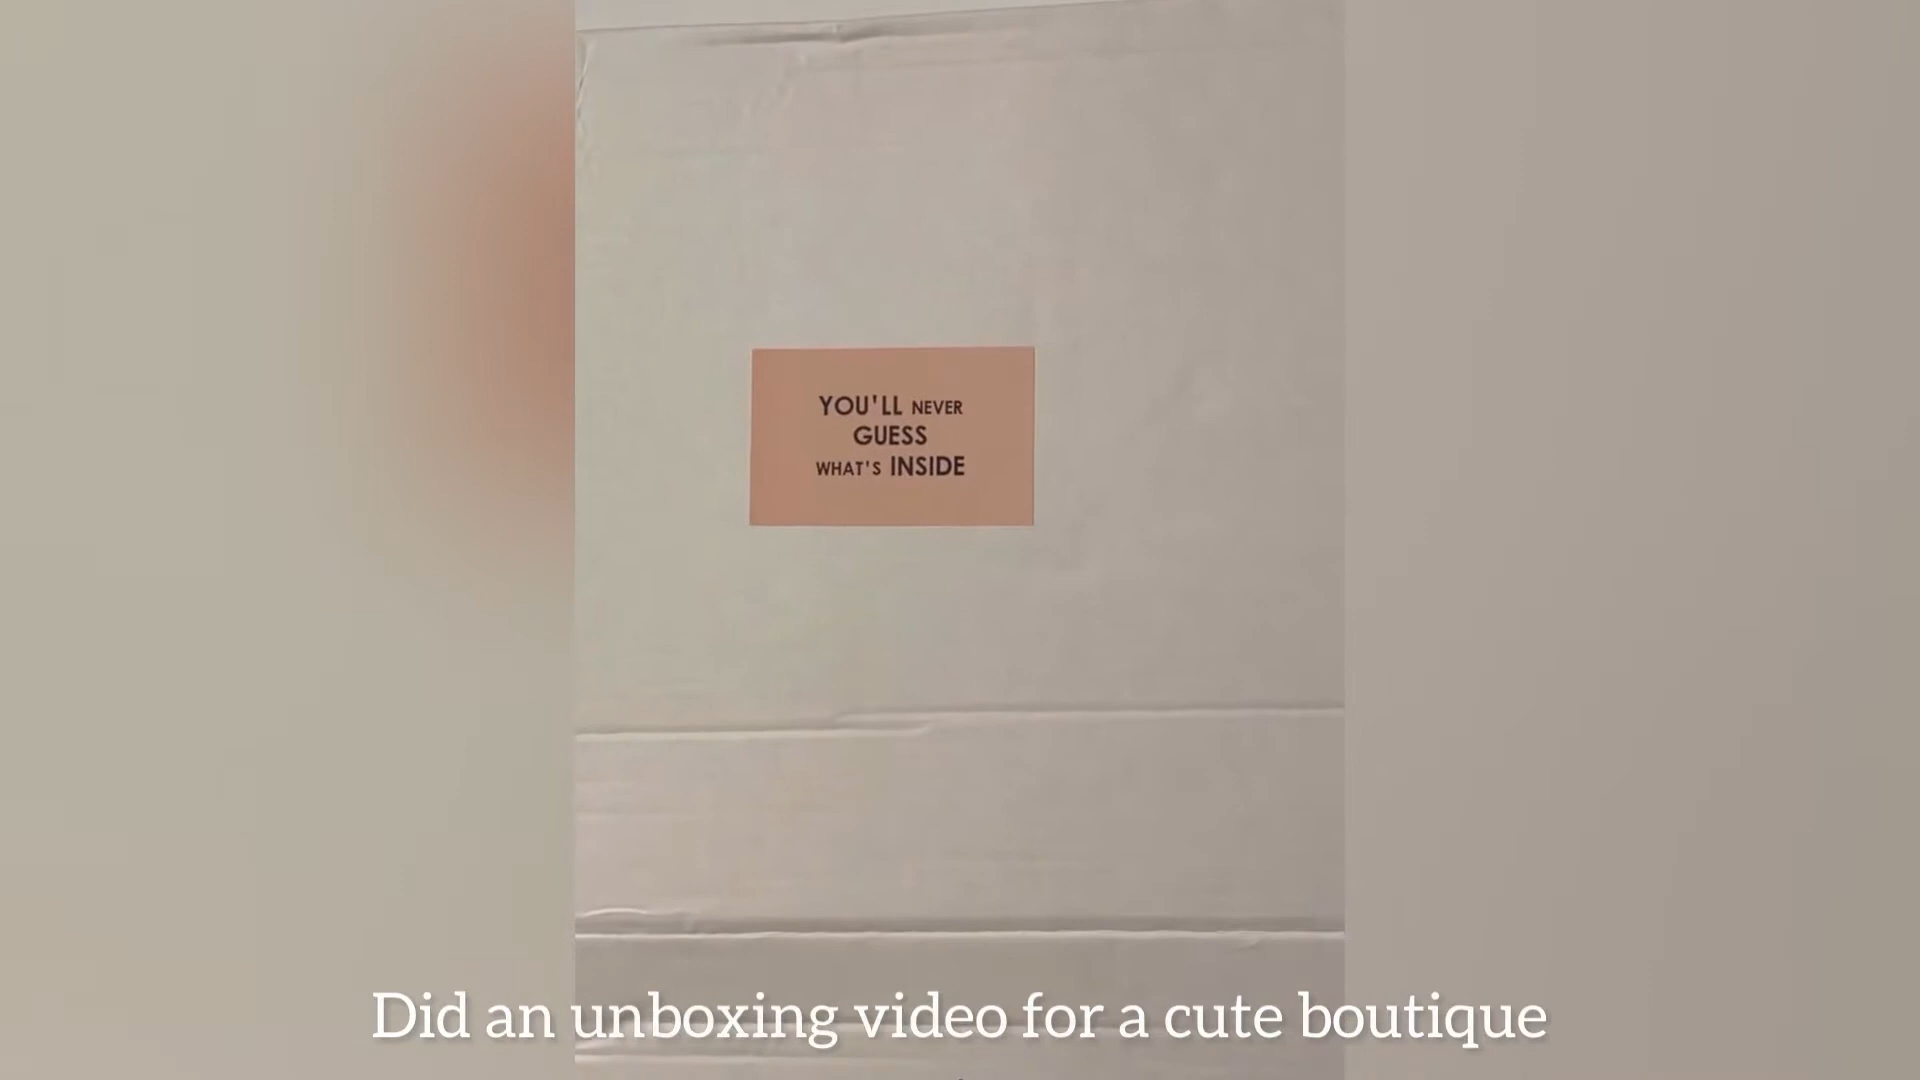 YOU'LL NEVER
GUESS
WHAT'S INSIDE
Did an unboxing video for a cute boutique